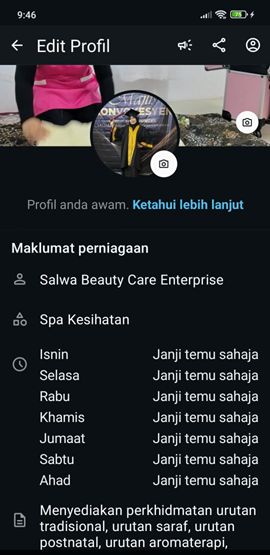 9:46
Edit Profil
Profil anda awam. Ketahui lebih lanjut
Maklumat perniagaan
Salwa Beauty Care Enterprise
Spa Kesihatan
Isnin Janji temu sahaja
Selasa Janji temu sahaja
Rabu Janji temu sahaja
Khamis Janji temu sahaja
Jumaat Janji temu sahaja
Sabtu Janji temu sahaja
Ahad Janji temu sahaja
Menyediakan perkhidmatan urutan
tradisional, urutan saraf, urutan
postnatal, urutan aromaterapi,